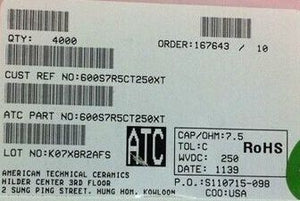 QTY: 4000
ORDER:167643 / 10
CUST REF NO:600S7R5CT250XT
ATC PART NO:600S7R5CT250XT
ATC
CAP/OHM:7.5
TOL:C
RoHS
WVDC: 250
LOT NO:K07X8R2AFS
DATE: 1139
AMERICAN TECHNICAL CERAMICS
HILDER CENTER 3RD FLOOR
2 SUNG PING STREET. HUNG HOM. KOWLOON
P.O.:S110715-098
COO:USA